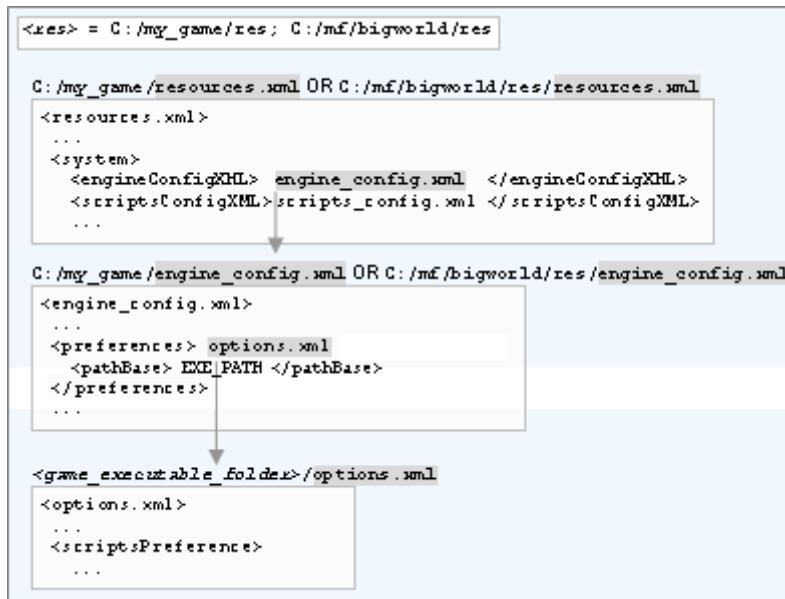 <res> = C:/my_game/res; C:/mf/bigworld/res
C:/my_game/resources.xml OR C:/mf/bigworld/res/resources.xml
<resources.xml>
...
<system>
<engineConfigXML> engine_config.xml </engineConfigXML>
<scriptsConfigXML>scripts_config.xml </scriptsConfigXML>
...
C:/my_game/engine_config.xml OR C:/mf/bigworld/res/engine_config.xml
<engine_config.xml>
...
<preferences> options.xml
<pathBase> EXE_PATH </pathBase>
</preferences>
...
<game_executable_folder>/options.xml
<options.xml>
...
<scriptsPreference>
...